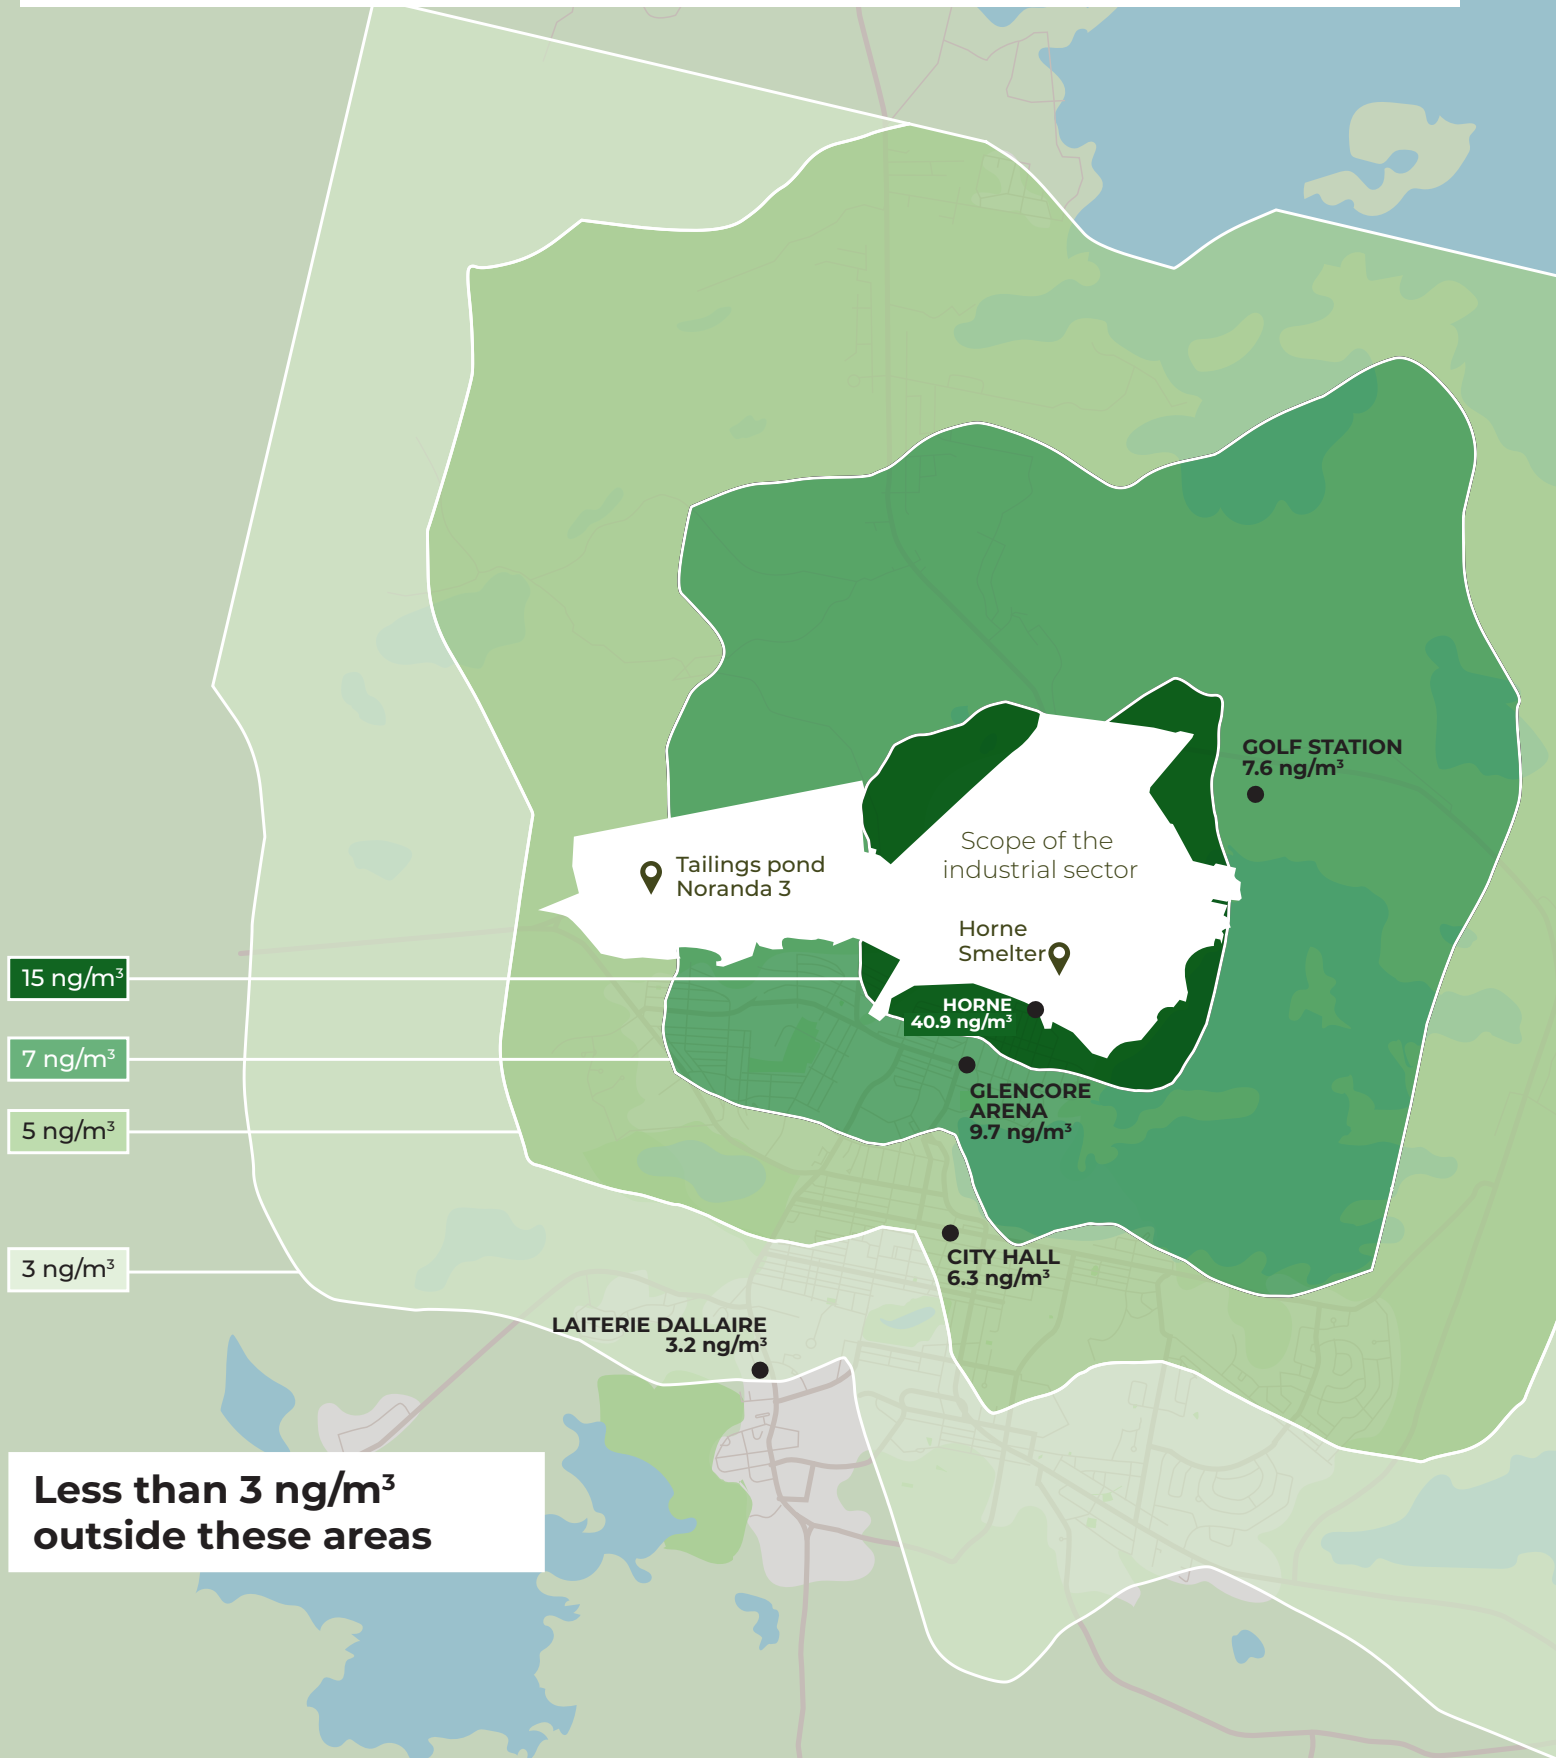 GOLF STATION
7.6 ng/m³
Scope of the
industrial sector
Tailings pond
Noranda 3
Horne
Smelter
15 ng/m³
HORNE
40.9 ng/m³
7 ng/m³
GLENCORE
ARENA
9.7 ng/m³
5 ng/m³
CITY HALL
6.3 ng/m³
3 ng/m³
LAITERIE DALLAIRE
3.2 ng/m³
Less than 3 ng/m³
outside these areas